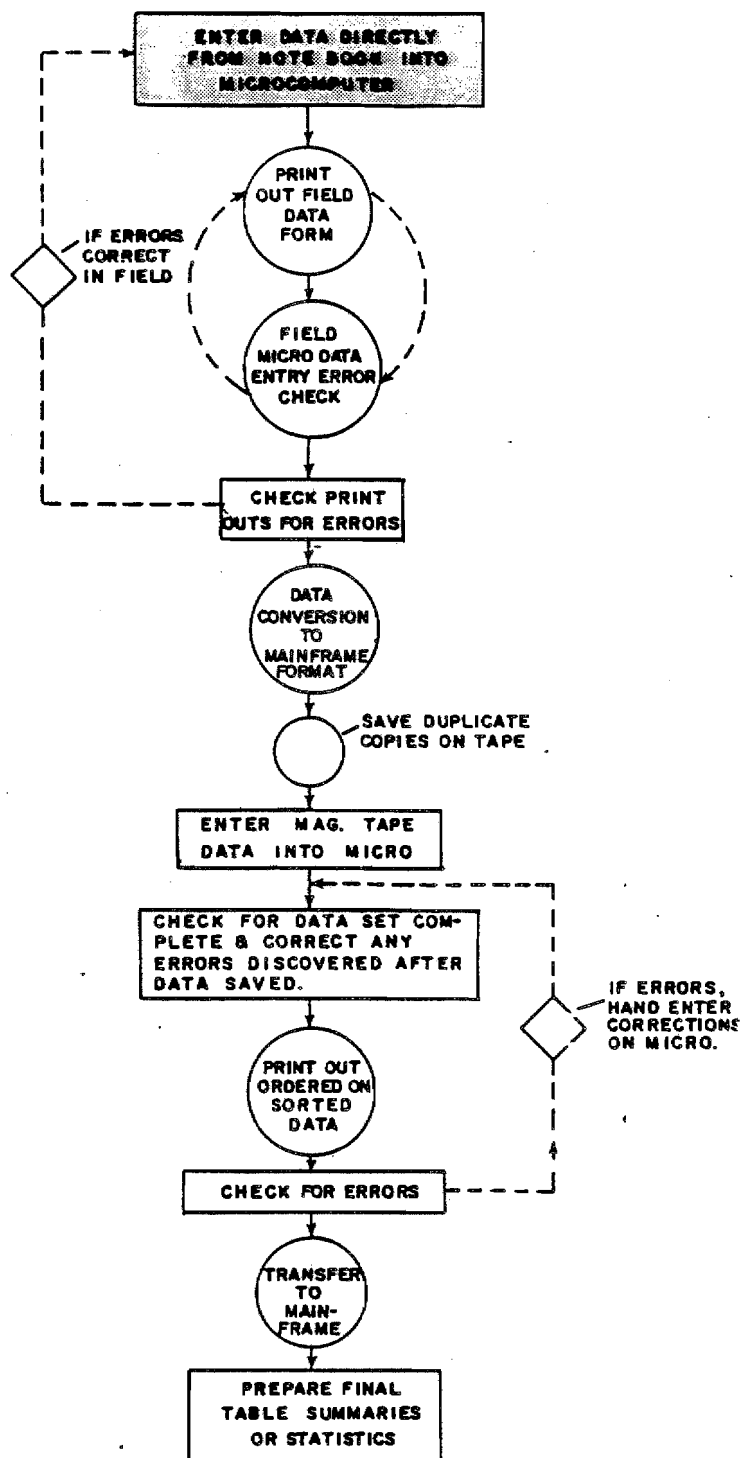 ENTER DATA DIRECTLY
FROM NOTE BOOK INTO
MICROCOMPUTER
PRINT
OUT FIELD
DATA
FORM
IF ERRORS
CORRECT
IN FIELD
FIELD
MICRO DATA
ENTRY ERROR
CHECK
CHECK PRINT
OUTS FOR ERRORS
DATA
CONVERSION
TO
MAINFRAME
FORMAT
SAVE DUPLICATE
COPIES ON TAPE
ENTER MAG. TAPE
DATA INTO MICRO
CHECK FOR DATA SET COM-
PLETE & CORRECT ANY
ERRORS DISCOVERED AFTER
DATA SAVED.
IF ERRORS,
HAND ENTER
CORRECTIONS
ON MICRO.
PRINT OUT
ORDERED ON
SORTED
DATA
CHECK FOR ERRORS
TRANSFER
TO
MAIN-
FRAME
PREPARE FINAL
TABLE SUMMARIES
OR STATISTICS